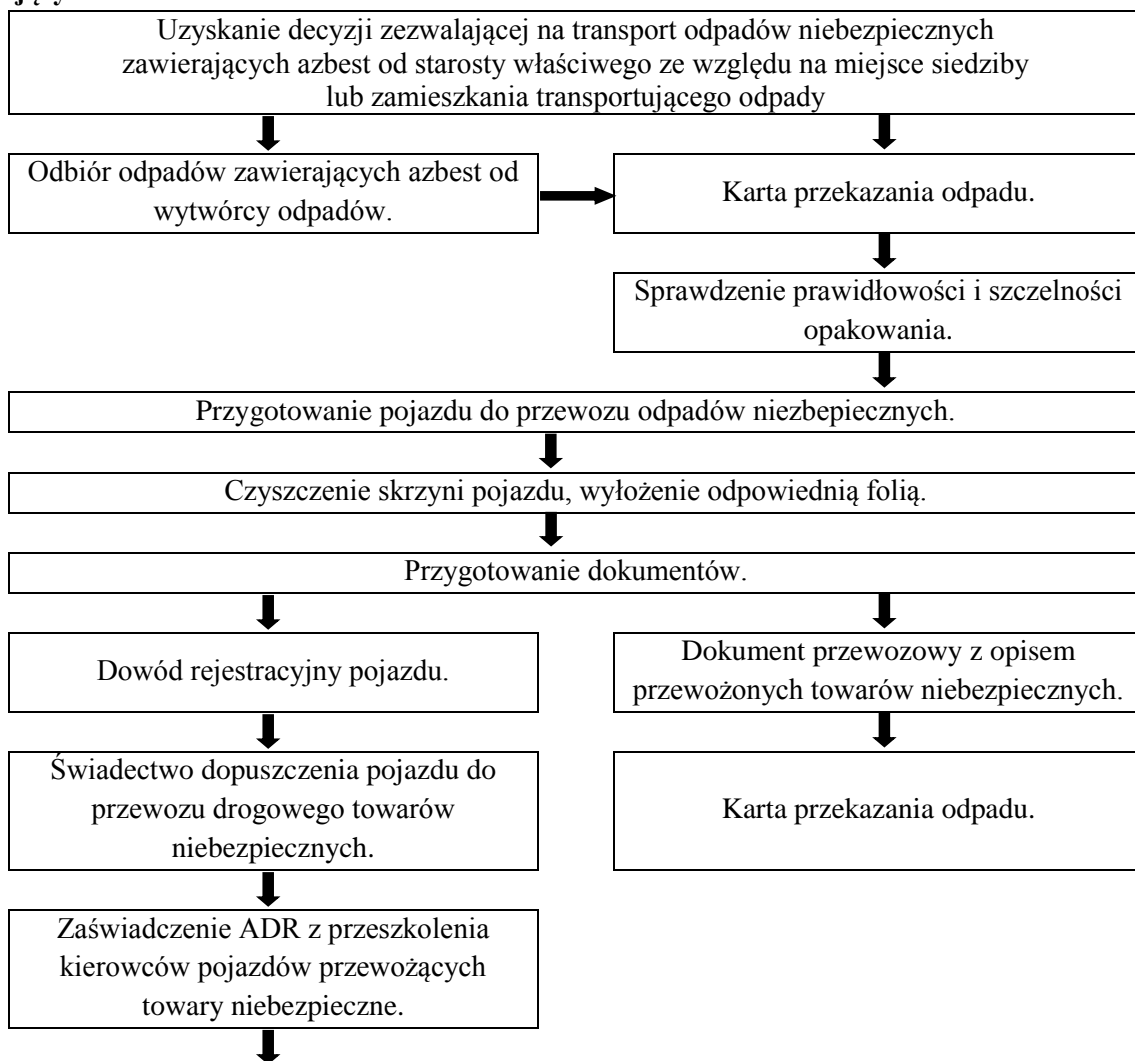 Uzyskanie decyzji zezwalającej na transport odpadów niebezpiecznych
zawierających azbest od starosty właściwego ze względu na miejsce siedziby
lub zamieszkania transportującego odpady
Odbiór odpadów zawierających azbest od
wytwórcy odpadów.
Karta przekazania odpadu.
Sprawdzenie prawidłowości i szczelności
opakowania.
Przygotowanie pojazdu do przewozu odpadów niezbepiecznych.
Czyszczenie skrzyni pojazdu, wyłożenie odpowiednią folią.
Przygotowanie dokumentów.
Dowód rejestracyjny pojazdu.
Dokument przewozowy z opisem
przewożonych towarów niebezpiecznych.
Świadectwo dopuszczenia pojazdu do
przewozu drogowego towarów
niebezpiecznych.
Karta przekazania odpadu.
Zaświadczenie ADR z przeszkolenia
kierowców pojazdów przewożących
towary niebezpieczne.